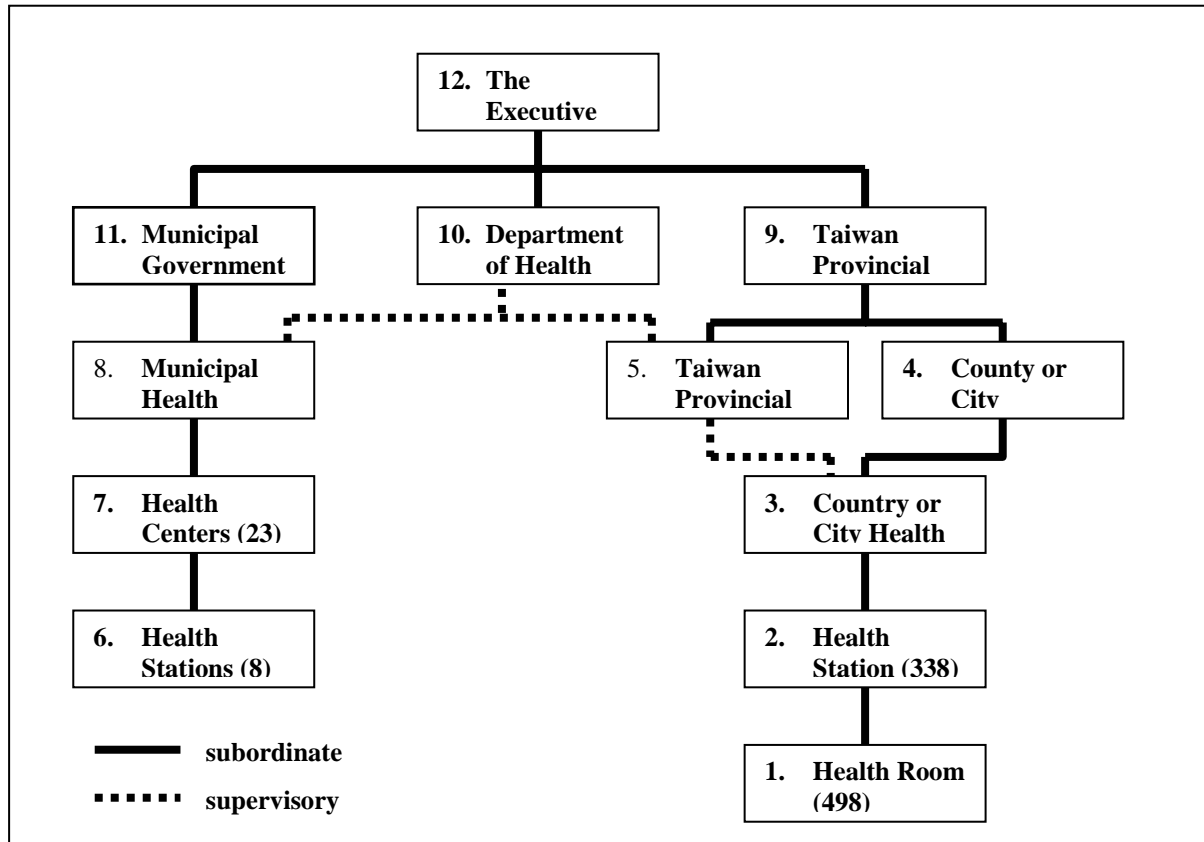 12. The
Executive
11. Municipal
Government
10. Department
of Health
9. Taiwan
Provincial
8. Municipal
Health
5. Taiwan
Provincial
4. County or
City
7. Health
Centers (23)
3. Country or
City Health
6. Health
Stations (8)
2. Health
Station (338)
1. Health Room
(498)
subordinate
supervisory